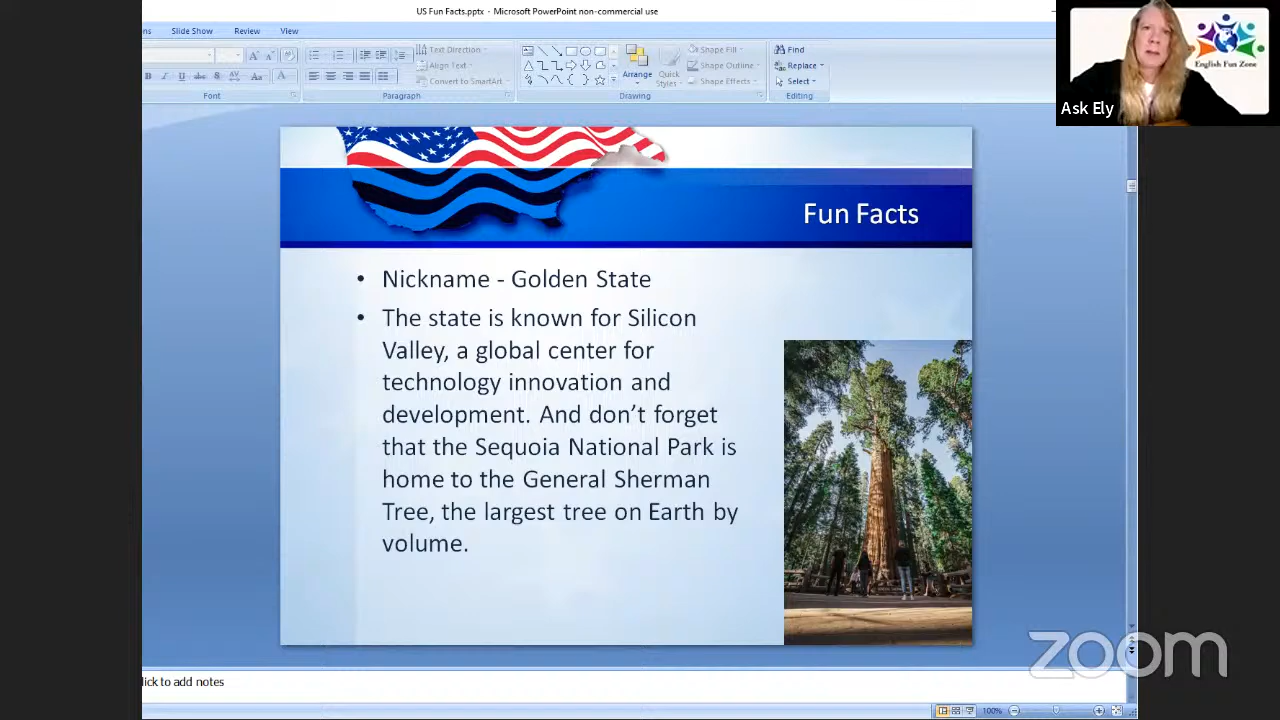 US Fun Facts.pptx - Microsoft PowerPoint non-commercial use
ns Slide Show Review View
Text Direction
Align Text
Convert to SmartArt
Arrange
Quick Styles
Shape Fill
Shape Outline
Shape Effects
Find
Replace
Select
B I U abc S AV Aa A
Font
Paragraph
Drawing
Editing
English Fun Zone
Ask Ely
Fun Facts
• Nickname - Golden State
• The state is known for Silicon
Valley, a global center for
technology innovation and
development. And don’t forget
that the Sequoia National Park is
home to the General Sherman
Tree, the largest tree on Earth by
volume.
zoom
lick to add notes
100%